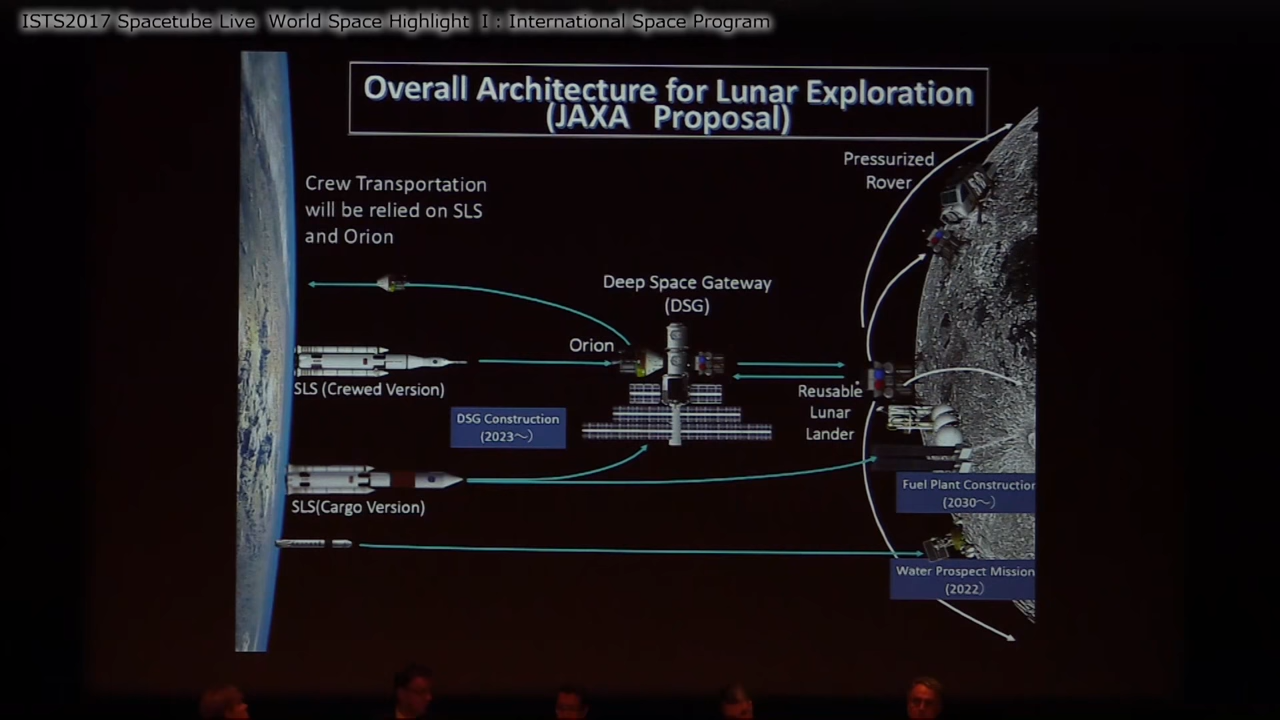 ISTS2017 Spacetube Live World Space Highlight I : International Space Program
Overall Architecture for Lunar Exploration
(JAXA Proposal)
Pressurized
Rover
Crew Transportation
will be relied on SLS
and Orion
Deep Space Gateway
(DSG)
Orion
SLS (Crewed Version)
Reusable
Lunar
Lander
DSG Construction
(2023～)
SLS(Cargo Version)
Fuel Plant Construction
(2030～)
Water Prospect Mission
(2022)